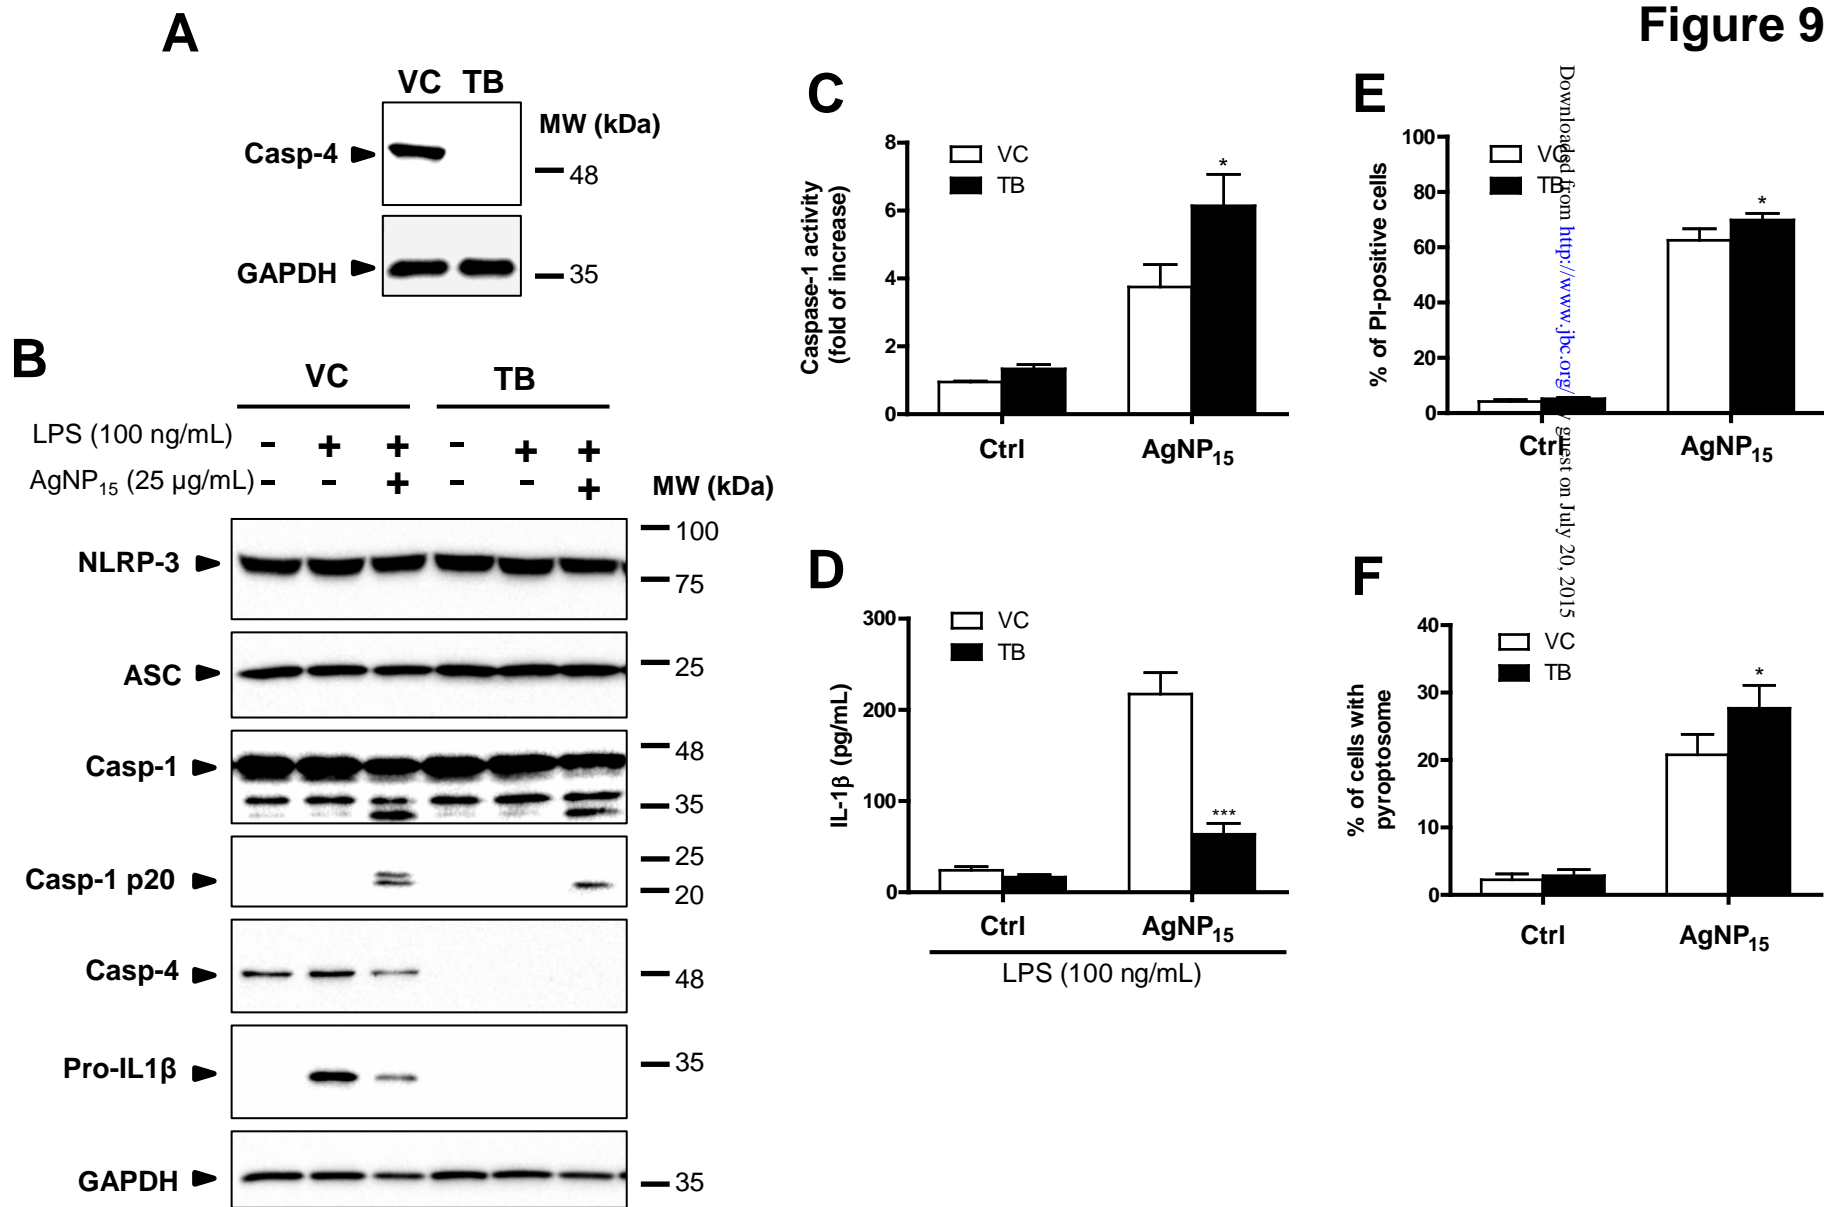 Figure 9
A
VC TB
MW (kDa)
Casp-4
48
GAPDH
35
B
VC TB
LPS (100 ng/mL) - + + - + +
AgNP15 (25 µg/mL) - - + - - +
MW (kDa)
NLRP-3
100
75
ASC
25
Casp-1
48
35
Casp-1 p20
25
20
Casp-4
48
Pro-IL1β
35
GAPDH
35
C
Caspase-1 activity
(fold of increase)
8
6
4
2
0
VC
TB
*
Ctrl AgNP15
D
IL-1β (pg/mL)
300
200
100
0
VC
TB
***
Ctrl AgNP15
LPS (100 ng/mL)
E
% of PI-positive cells
100
80
60
40
20
0
VC
TB
*
Ctrl AgNP15
F
% of cells with
pyroptosome
40
30
20
10
0
VC
TB
*
Ctrl AgNP15
Downloaded from http://www.jbc.org/ guest on July 20, 2015